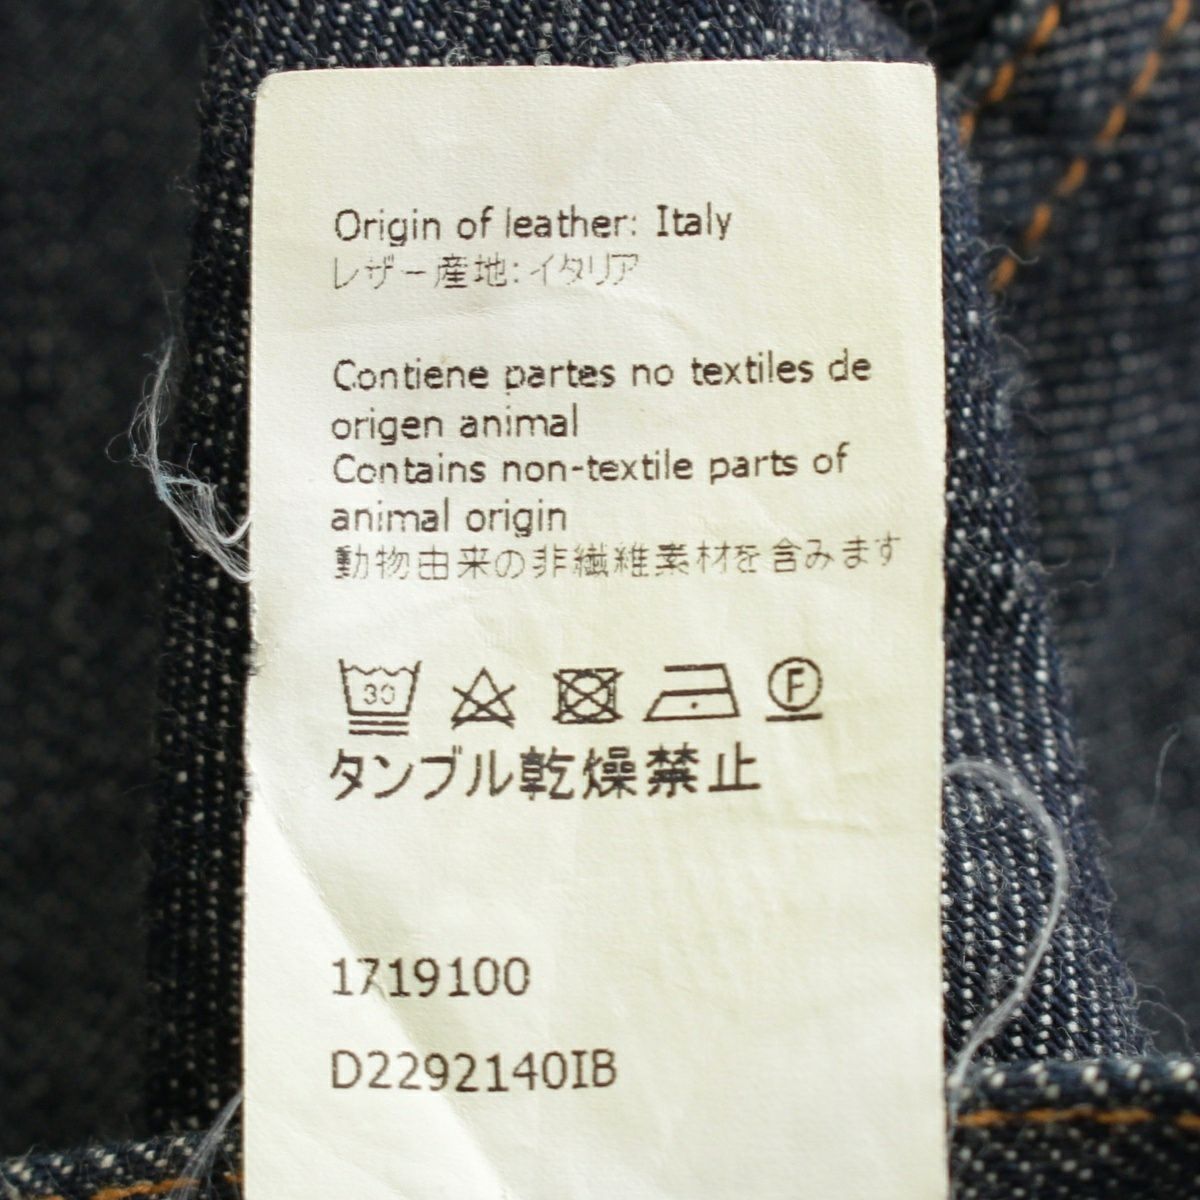 Origin of leather: Italy
レザー産地:イタリア
Contiene partes no textiles de
origen animal
Contains non-textile parts of
animal origin
動物由来の非繊維素材を含みます
30 F
タンブル乾燥禁止
1719100
D2292140IB